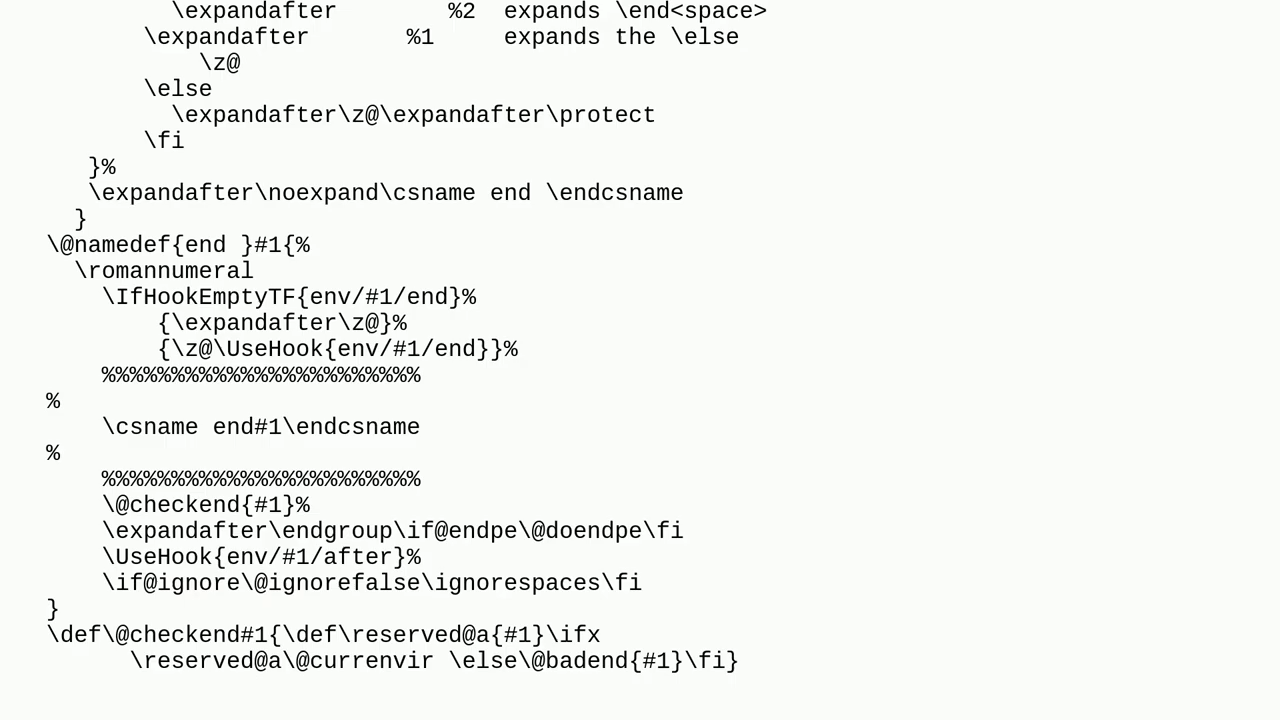 \expandafter        %2  expands \end<space>
\expandafter       %1     expands the \else
\z@
\else
\expandafter\z@\expandafter\protect
\fi
}%
\expandafter\noexpand\csname end \endcsname
}
\@namedef{end }#1{%
\romannumeral
\IfHookEmptyTF{env/#1/end}%
{\expandafter\z@}%
{\z@\UseHook{env/#1/end}}%
%%%%%%%%%%%%%%%%%%%%%%%
%
\csname end#1\endcsname
%
%%%%%%%%%%%%%%%%%%%%%%%
\@checkend{#1}%
\expandafter\endgroup\if@endpe\@doendpe\fi
\UseHook{env/#1/after}%
\if@ignore\@ignorefalse\ignorespaces\fi
}
\def\@checkend#1{\def\reserved@a{#1}\ifx
\reserved@a\@currenvir \else\@badend{#1}\fi}